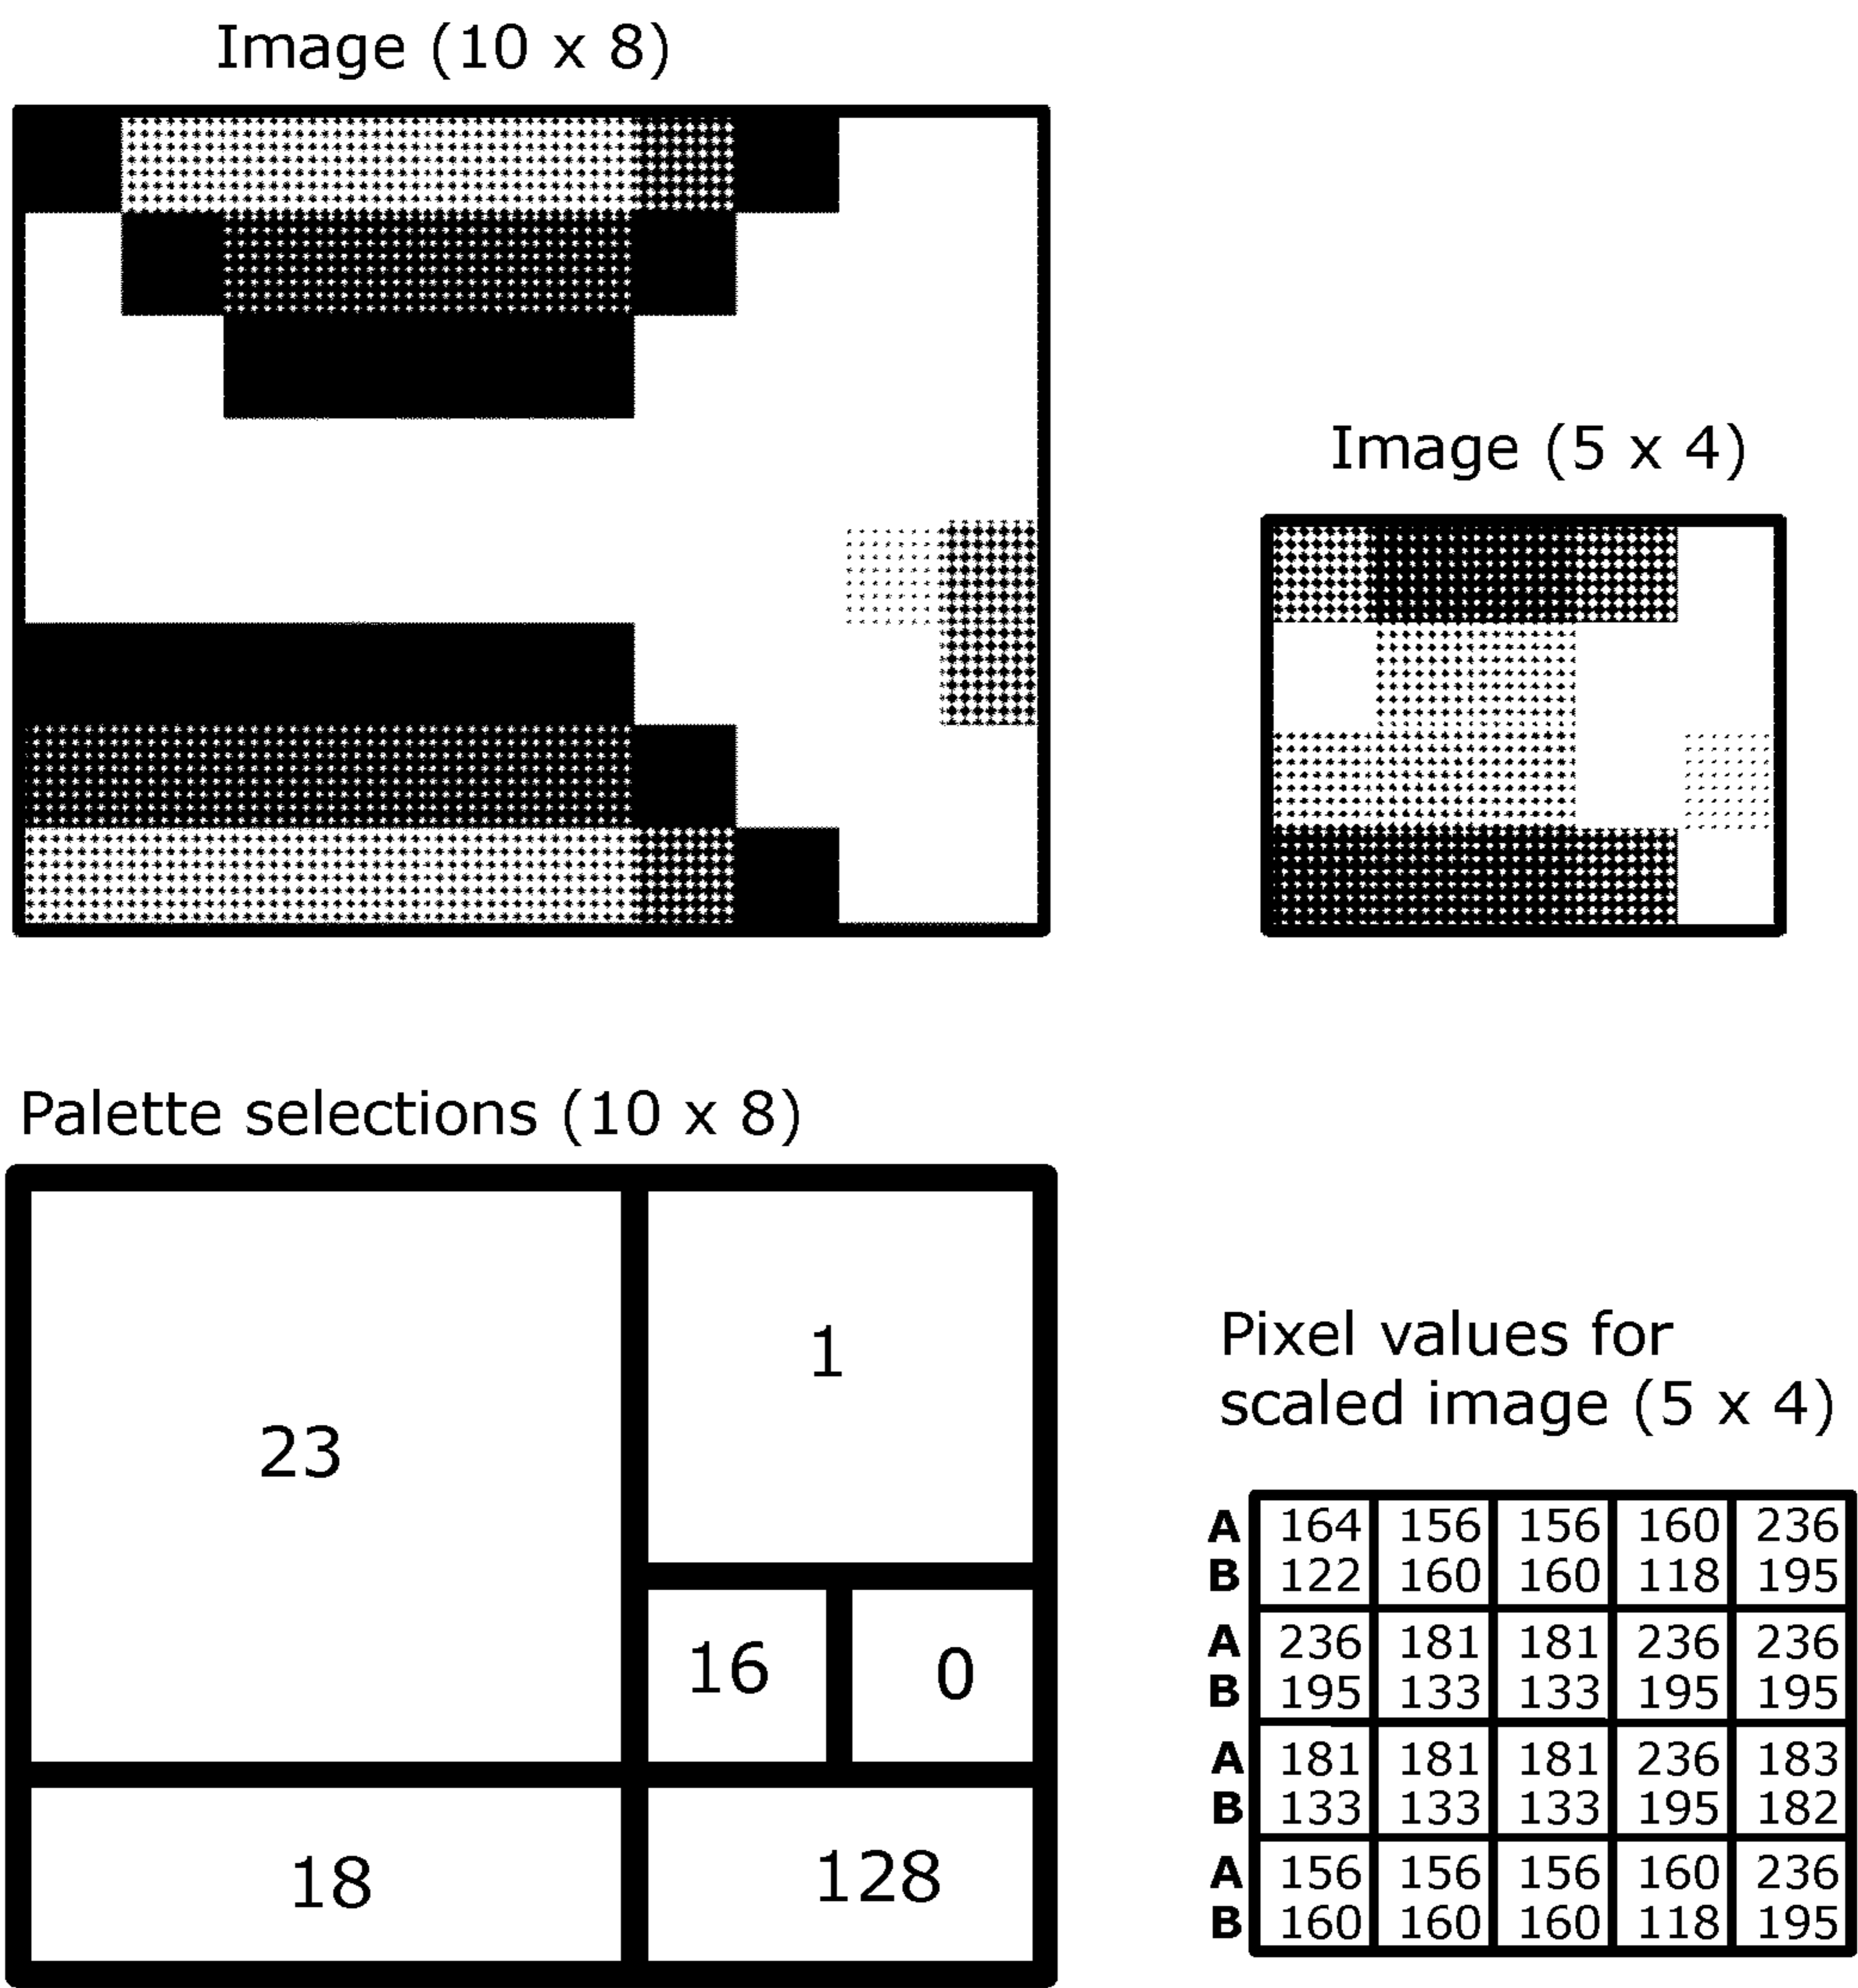 Image (10 x 8)
Image (5 x 4)
Palette selections (10 x 8)
23
1
16
0
18
128
Pixel values for
scaled image (5 x 4)
A 164 156 156 160 236
B 122 160 160 118 195
A 236 181 181 236 236
B 195 133 133 195 195
A 181 181 181 236 183
B 133 133 133 195 182
A 156 156 156 160 236
B 160 160 160 118 195